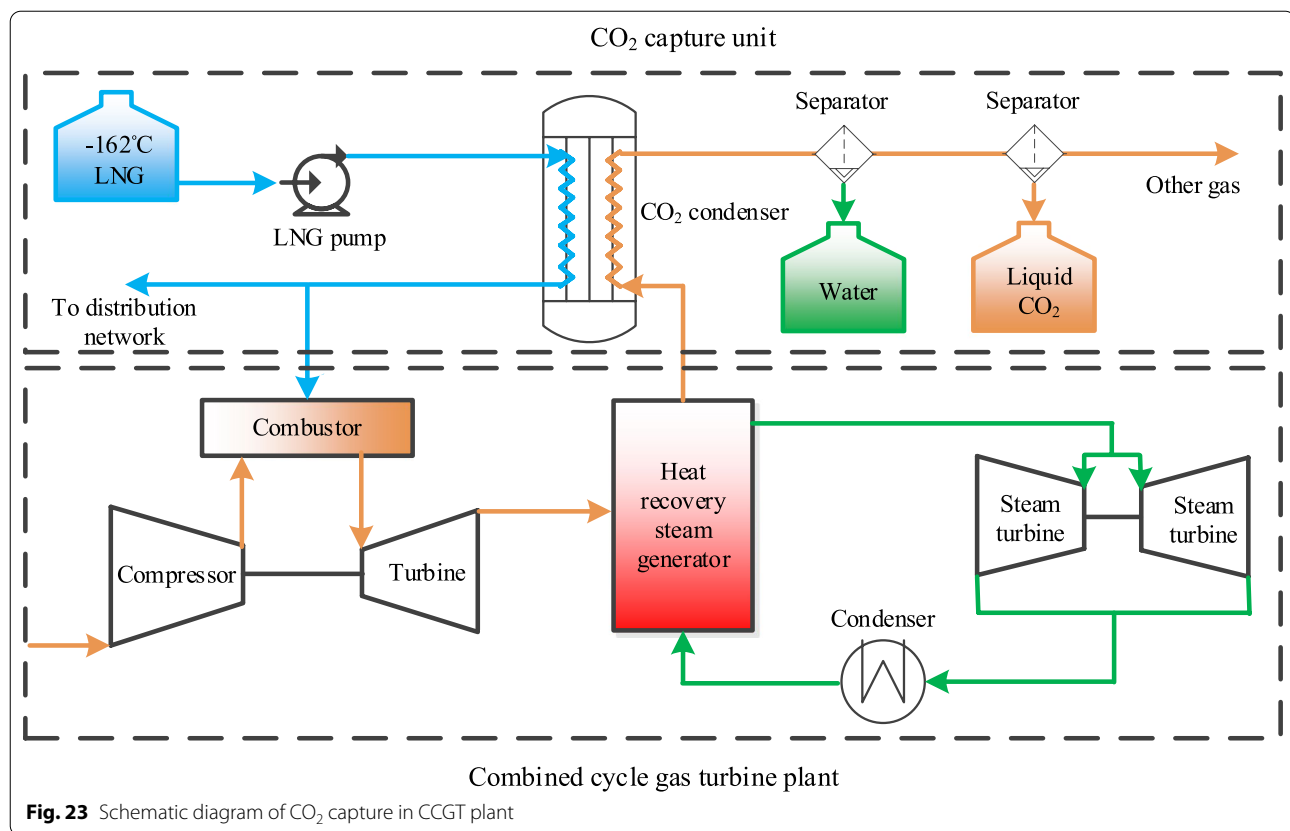 CO₂ capture unit
Separator
Separator
-162°C
LNG
LNG pump
CO₂ condenser
Other gas
Water
Liquid
CO₂
To distribution
network
Combustor
Compressor
Turbine
Heat
recovery
steam
generator
Steam
turbine
Steam
turbine
Condenser
Combined cycle gas turbine plant
Fig. 23 Schematic diagram of CO₂ capture in CCGT plant